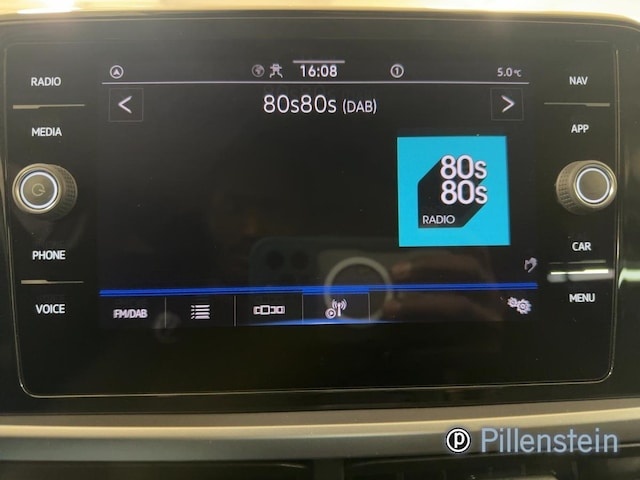 RADIO
MEDIA
PHONE
VOICE
16:08
5.0°C
80s80s (DAB)
80s
80s
RADIO
FM/DAB
NAV
APP
CAR
MENU
P Pillenstein